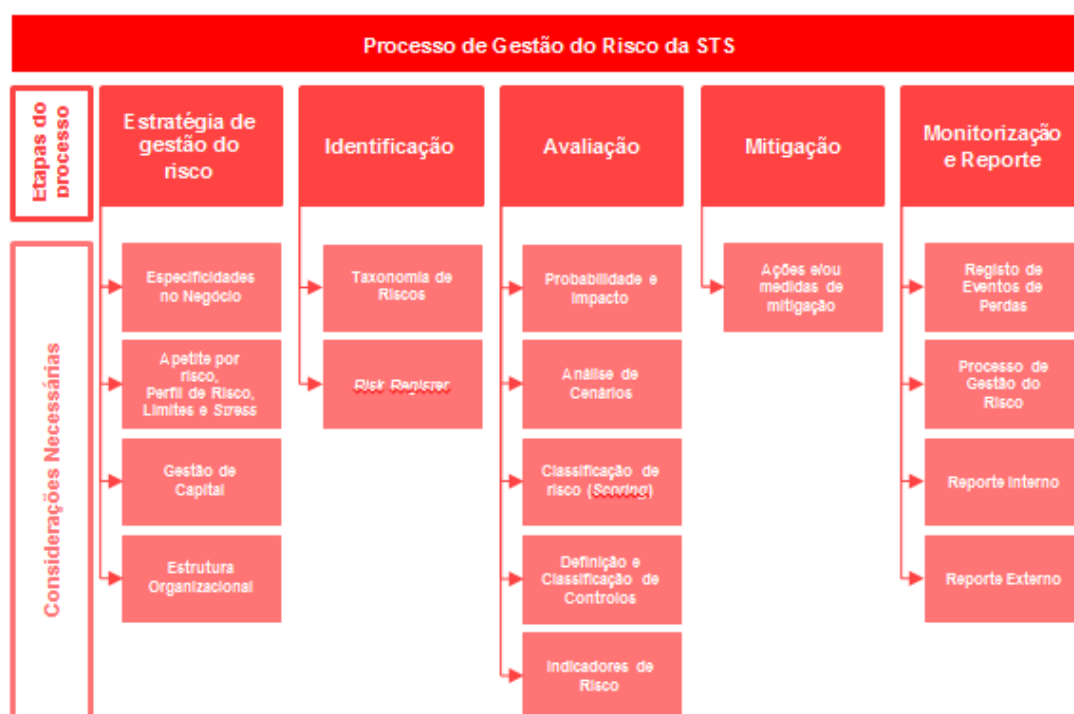 Processo de Gestão do Risco da STS
Etapas do
processo
Estratégia de
gestão do
risco
Identificação
Avaliação
Mitigação
Monitorização
e Reporte
Considerações Necessárias
Especificidades
no Negócio
Apetite por
risco,
Perfil de Risco,
Limites e Stress
Gestão de
Capital
Estrutura
Organizacional
Taxonomia de
Riscos
Risk Register
Probabilidade e
Impacto
Análise de
Cenários
Classificação de
risco (Scoring)
Definição e
Classificação de
Controlos
Indicadores de
Risco
Ações e/ou
medidas de
mitigação
Registo de
Eventos de
Perdas
Processo de
Gestão do
Risco
Reporte Interno
Reporte Externo